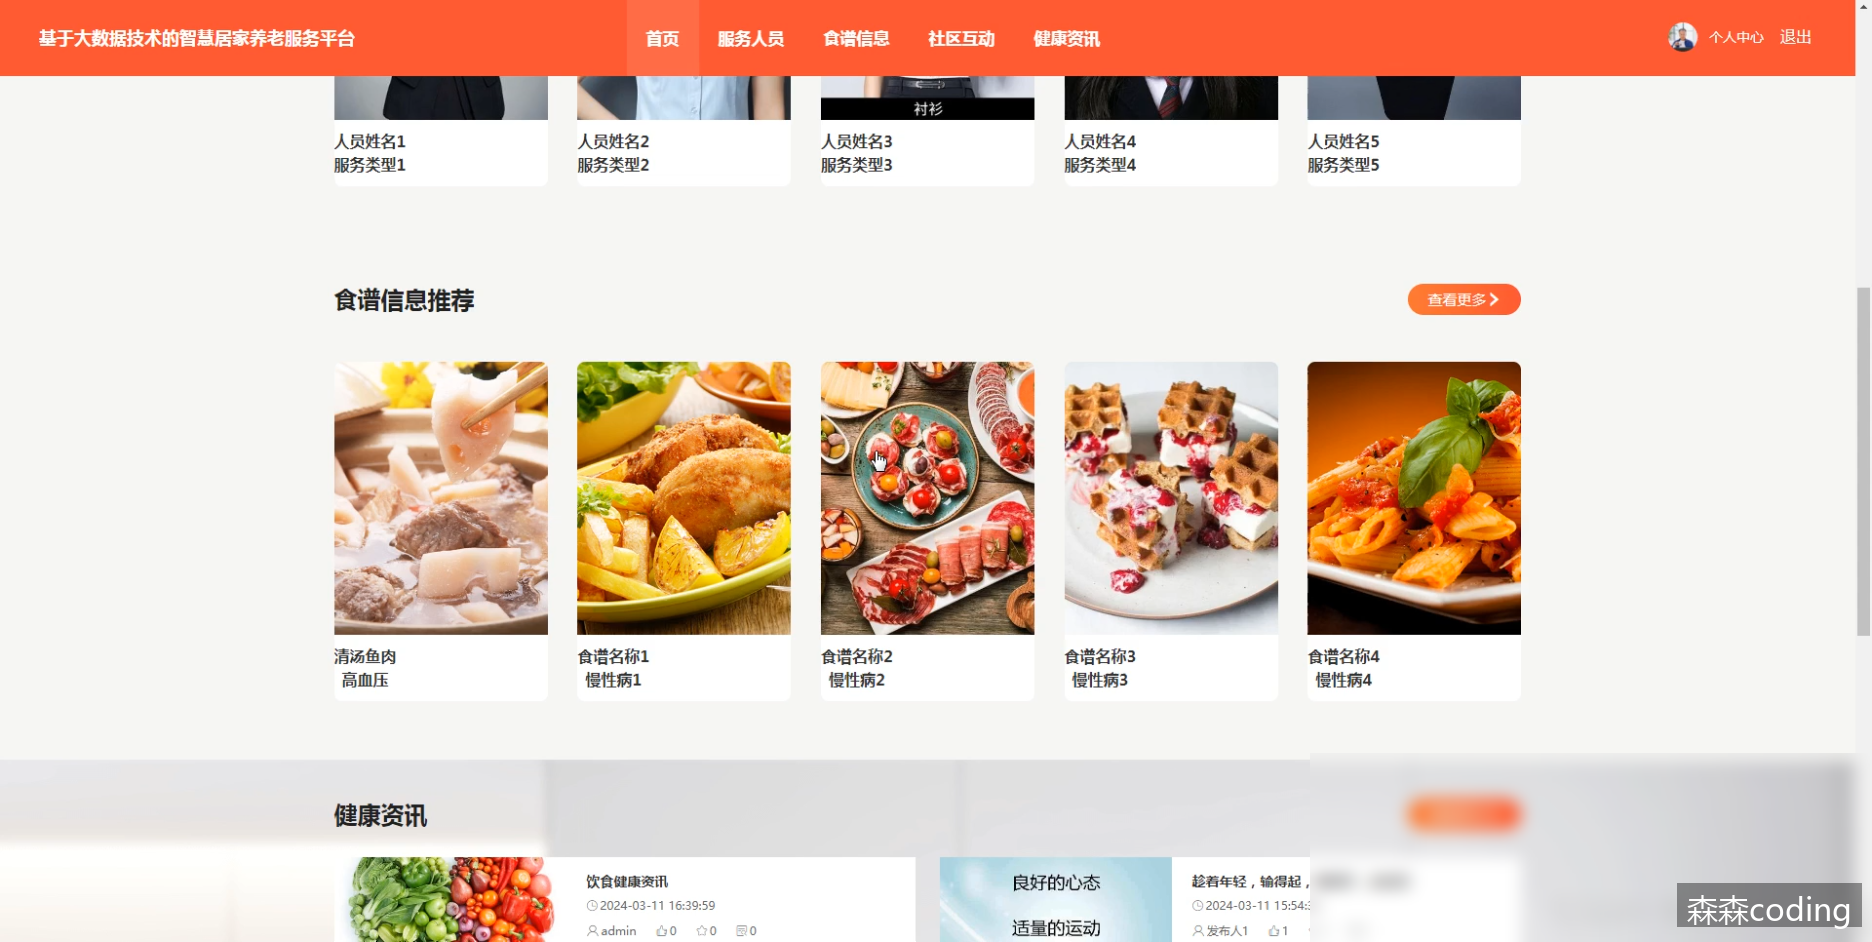 基于大数据技术的智慧居家养老服务平台 首页 服务人员 食谱信息 社区互动 健康资讯 个人中心 退出
衬衫
人员姓名1 人员姓名2 人员姓名3 人员姓名4 人员姓名5
服务类型1 服务类型2 服务类型3 服务类型4 服务类型5
食谱信息推荐 查看更多
清汤鱼肉 食谱名称1 食谱名称2 食谱名称3 食谱名称4
高血压 慢性病1 慢性病2 慢性病3 慢性病4
健康资讯
饮食健康资讯
2024-03-11 16:39:59
admin 0 0 0
良好的心态
适量的运动
趁着年轻，输得起，
2024-03-11 15:54:
发布人1 1
森森coding